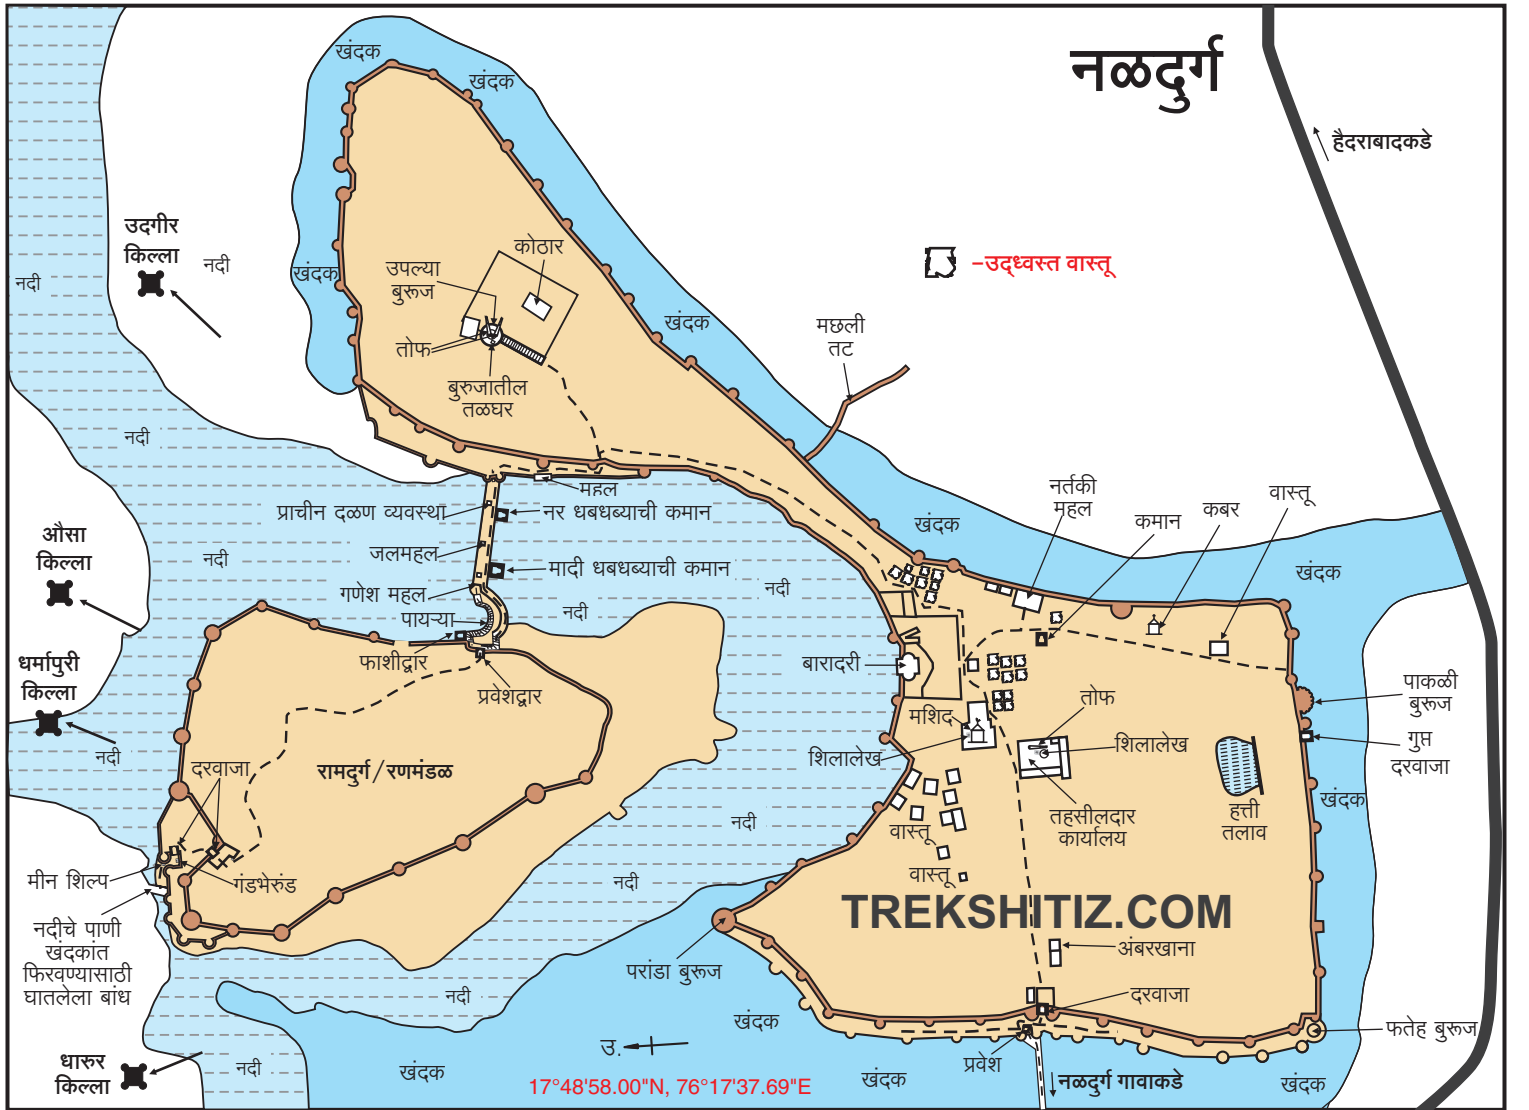 नळदुर्ग
हैदराबादकडे
खंदक
खंदक
खंदक
खंदक
खंदक
खंदक
खंदक
खंदक
खंदक
खंदक
खंदक
उदगीर
किल्ला
नदी
नदी
नदी
नदी
नदी
नदी
नदी
नदी
नदी
नदी
नदी
कोठार
उपल्या
बुरूज
तोफ
बुरुजातील
तळघर
-उद्ध्वस्त वास्तू
मछली
तट
महल
प्राचीन दळण व्यवस्था
नर धबधब्याची कमान
जलमहल
मादी धबधब्याची कमान
गणेश महल
पायऱ्या
फाशीद्वार
प्रवेशद्वार
औसा
किल्ला
धर्मापुरी
किल्ला
नर्तकी
महल
कमान
कबर
वास्तू
बारादरी
मशिद
शिलालेख
तोफ
शिलालेख
तहसीलदार
कार्यालय
पाकळी
बुरूज
गुप्त
दरवाजा
हत्ती
तलाव
वास्तू
वास्तू
दरवाजा
रामदुर्ग/रणमंडळ
मीन शिल्प
गंडभेरुंड
नदीचे पाणी
खंदकांत
फिरवण्यासाठी
घातलेला बांध
TREKSHITIZ.COM
अंबरखाना
परांडा बुरूज
दरवाजा
फतेह बुरूज
प्रवेश
नळदुर्ग गावाकडे
उ.
धारुर
किल्ला
17°48'58.00"N, 76°17'37.69"E